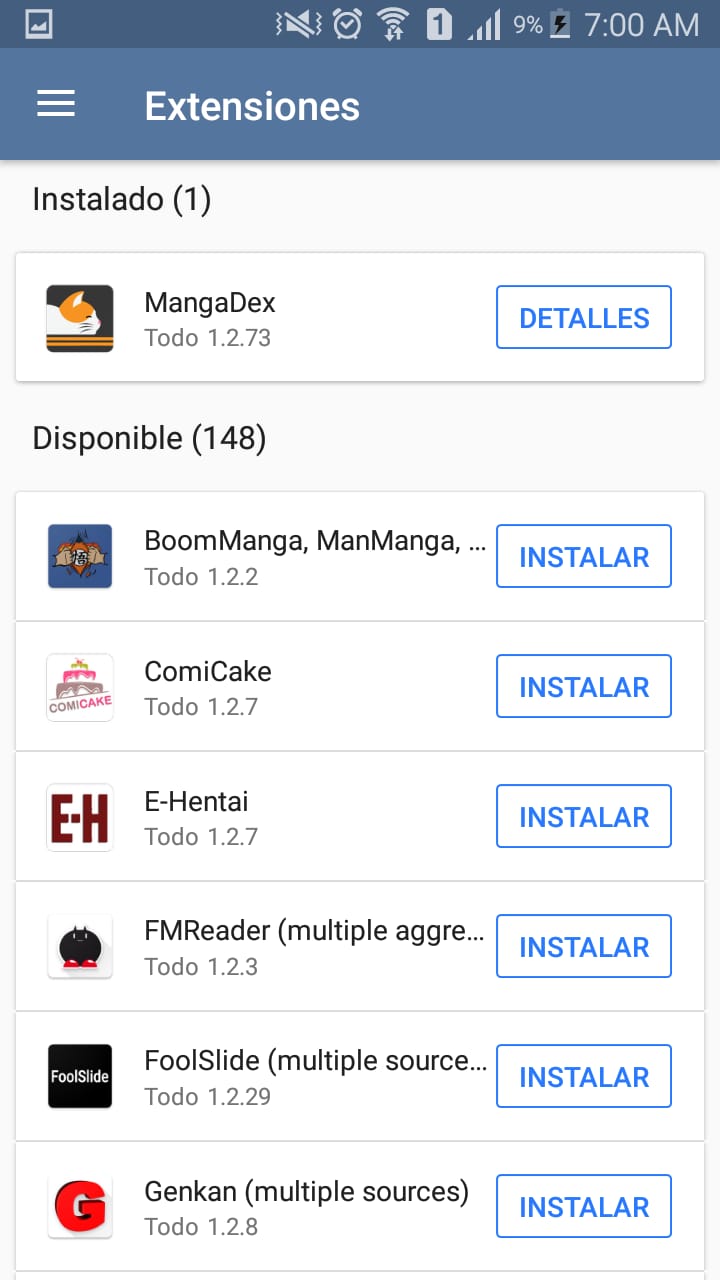 1 9% 7:00 AM
Extensiones
Instalado (1)
MangaDex
Todo 1.2.73
DETALLES
Disponible (148)
BoomManga, ManManga, ...
Todo 1.2.2
INSTALAR
COMICAKE
ComiCake
Todo 1.2.7
INSTALAR
E-H
E-Hentai
Todo 1.2.7
INSTALAR
FMReader (multiple aggre...
Todo 1.2.3
INSTALAR
FoolSlide
FoolSlide (multiple source...
Todo 1.2.29
INSTALAR
G
Genkan (multiple sources)
Todo 1.2.8
INSTALAR